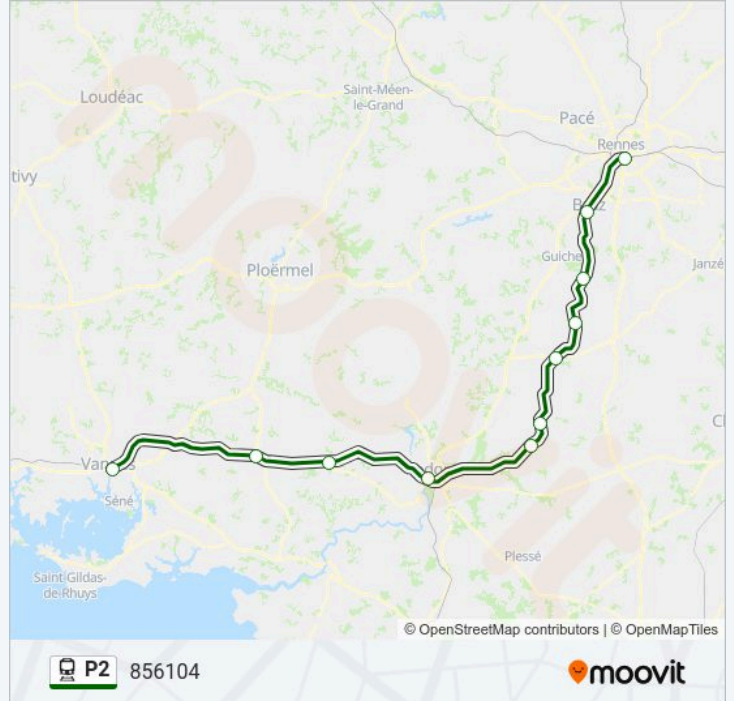 Loudéac
Saint-Méen-
le-Grand
Pacé
Rennes
tivy
Guiche
Janzé
Ploërmel
Séné
Plessé
Saint-Gildas-
de-Rhuys
© OpenStreetMap contributors | © OpenMapTiles
P2 856104
moovit